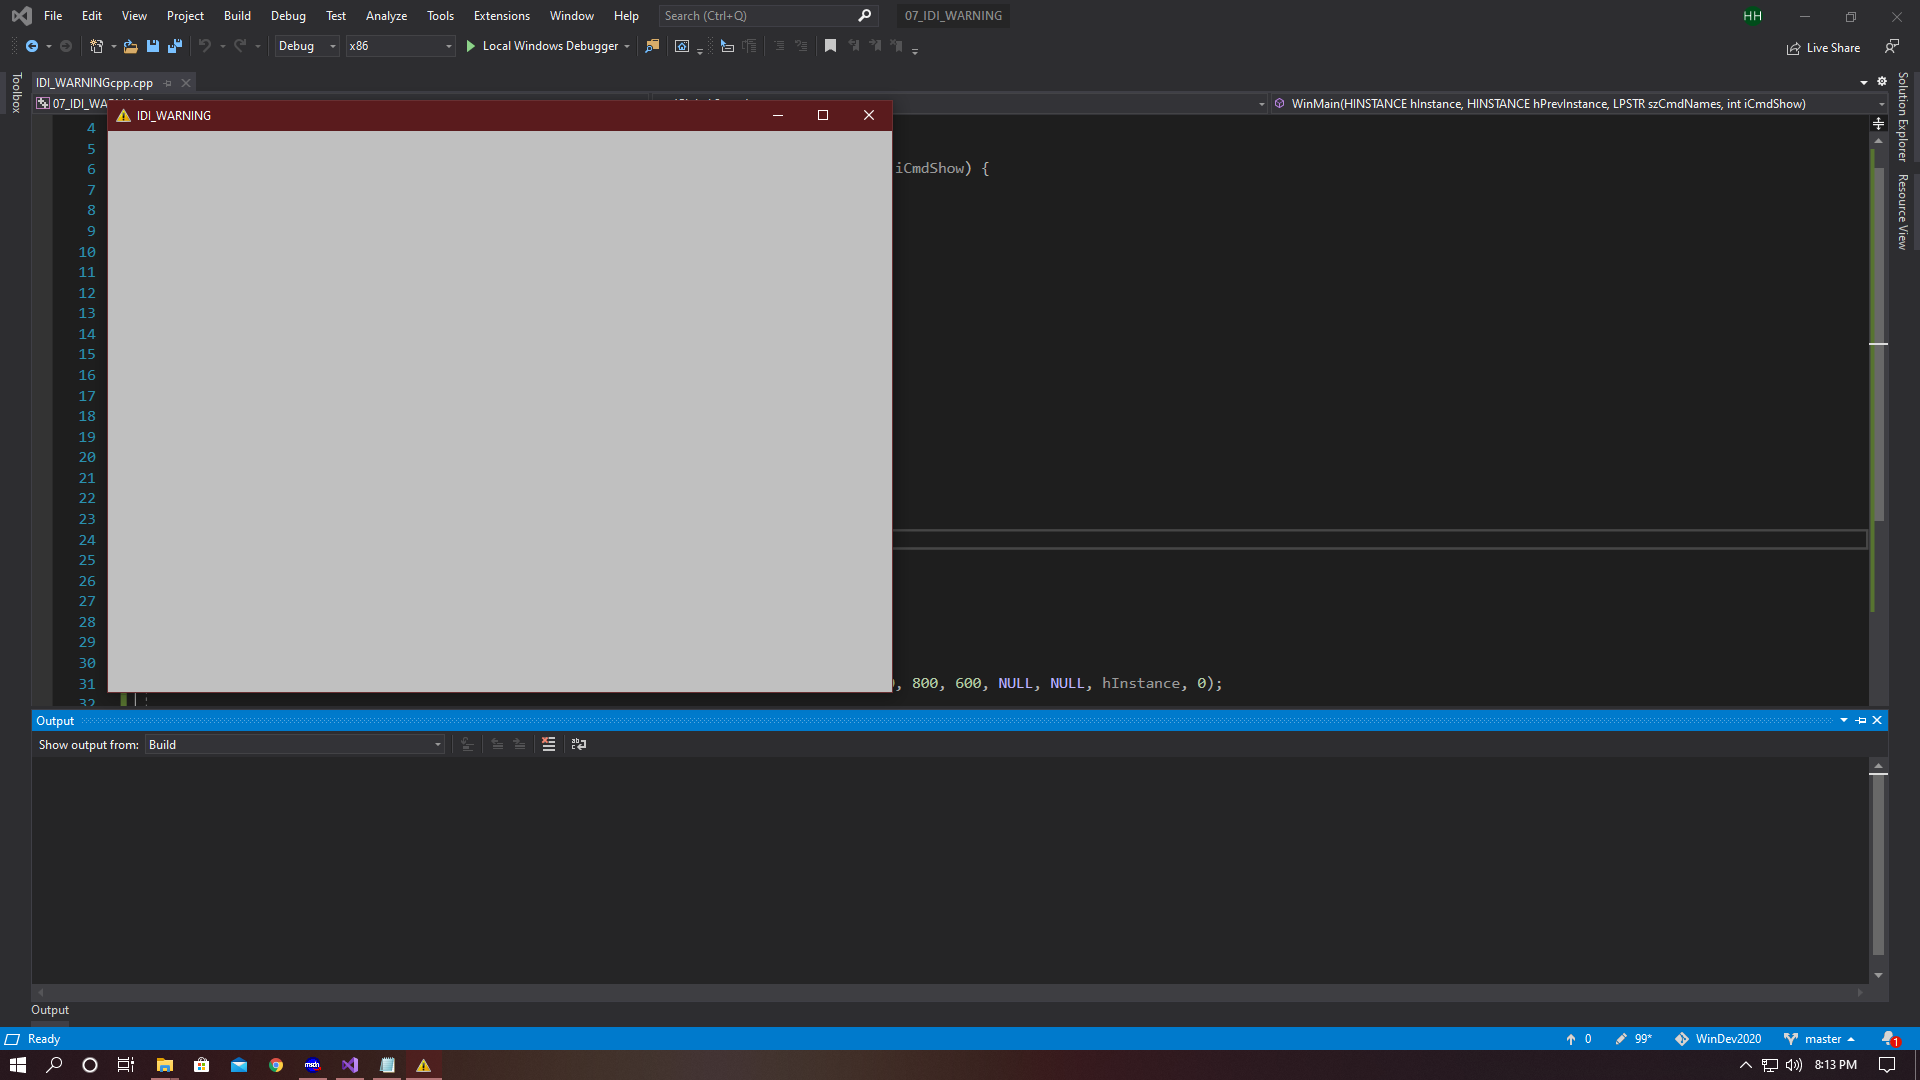 File Edit View Project Build Debug Test Analyze Tools Extensions Window Help Search (Ctrl+Q) 07_IDI_WARNING HH
Debug x86 Local Windows Debugger Live Share
Toolbox
IDI_WARNINGcpp.cpp
07_IDI_WARNING
WinMain(HINSTANCE hInstance, HINSTANCE hPrevInstance, LPSTR szCmdNames, int iCmdShow)
Solution Explorer
Resource View
IDI_WARNING
4
5
6 iCmdShow) {
7
8
9
10
11
12
13
14
15
16
17
18
19
20
21
22
23
24
25
26
27
28
29
30
31 , 800, 600, NULL, NULL, hInstance, 0);
32
Output
Show output from: Build
Output
Ready 0 99* WinDev2020 master 1
msdn 8:13 PM